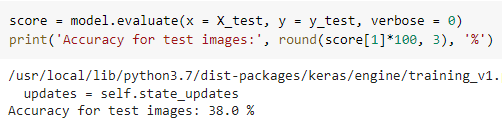 score = model.evaluate(x = X_test, y = y_test, verbose = 0)
print('Accuracy for test images:', round(score[1]*100, 3), '%')
/usr/local/lib/python3.7/dist-packages/keras/engine/training_v1.
updates = self.state_updates
Accuracy for test images: 38.0 %